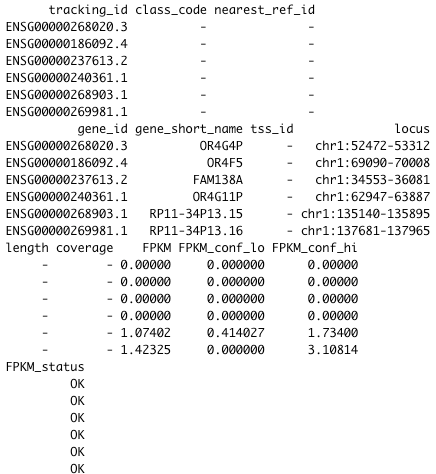 tracking_id class_code nearest_ref_id
ENSG00000268020.3 - -
ENSG00000186092.4 - -
ENSG00000237613.2 - -
ENSG00000240361.1 - -
ENSG00000268903.1 - -
ENSG00000269981.1 - -
gene_id gene_short_name tss_id locus
ENSG00000268020.3 OR4G4P - chr1:52472-53312
ENSG00000186092.4 OR4F5 - chr1:69090-70008
ENSG00000237613.2 FAM138A - chr1:34553-36081
ENSG00000240361.1 OR4G11P - chr1:62947-63887
ENSG00000268903.1 RP11-34P13.15 - chr1:135140-135895
ENSG00000269981.1 RP11-34P13.16 - chr1:137681-137965
length coverage FPKM FPKM_conf_lo FPKM_conf_hi
- - 0.00000 0.000000 0.00000
- - 0.00000 0.000000 0.00000
- - 0.00000 0.000000 0.00000
- - 0.00000 0.000000 0.00000
- - 1.07402 0.414027 1.73400
- - 1.42325 0.000000 3.10814
FPKM_status
OK
OK
OK
OK
OK
OK